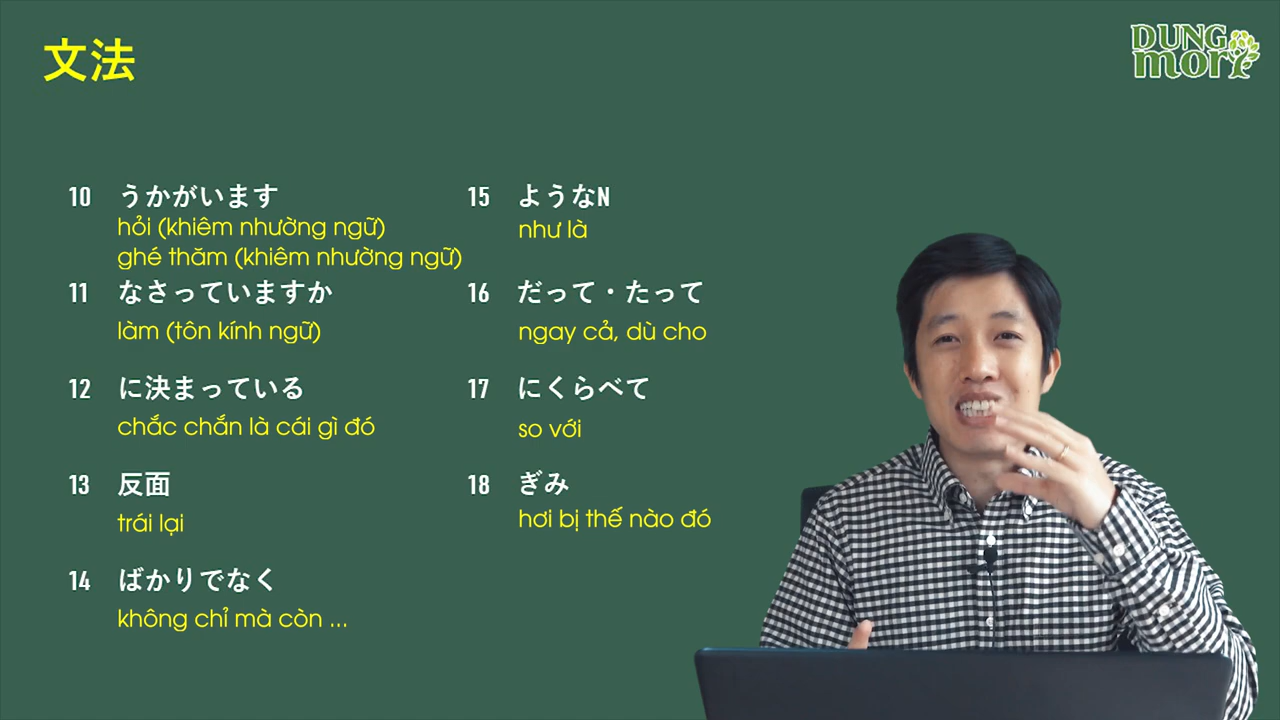 文法
DUNG
mori
10 うかがいます
hỏi (khiêm nhường ngữ)
ghé thăm (khiêm nhường ngữ)
11 なさっていますか
làm (tôn kính ngữ)
12 に決まっている
chắc chắn là cái gì đó
13 反面
trái lại
14 ばかりでなく
không chỉ mà còn ...
15 ようなN
như là
16 だって・たって
ngay cả, dù cho
17 にくらべて
so với
18 ぎみ
hơi bị thế nào đó